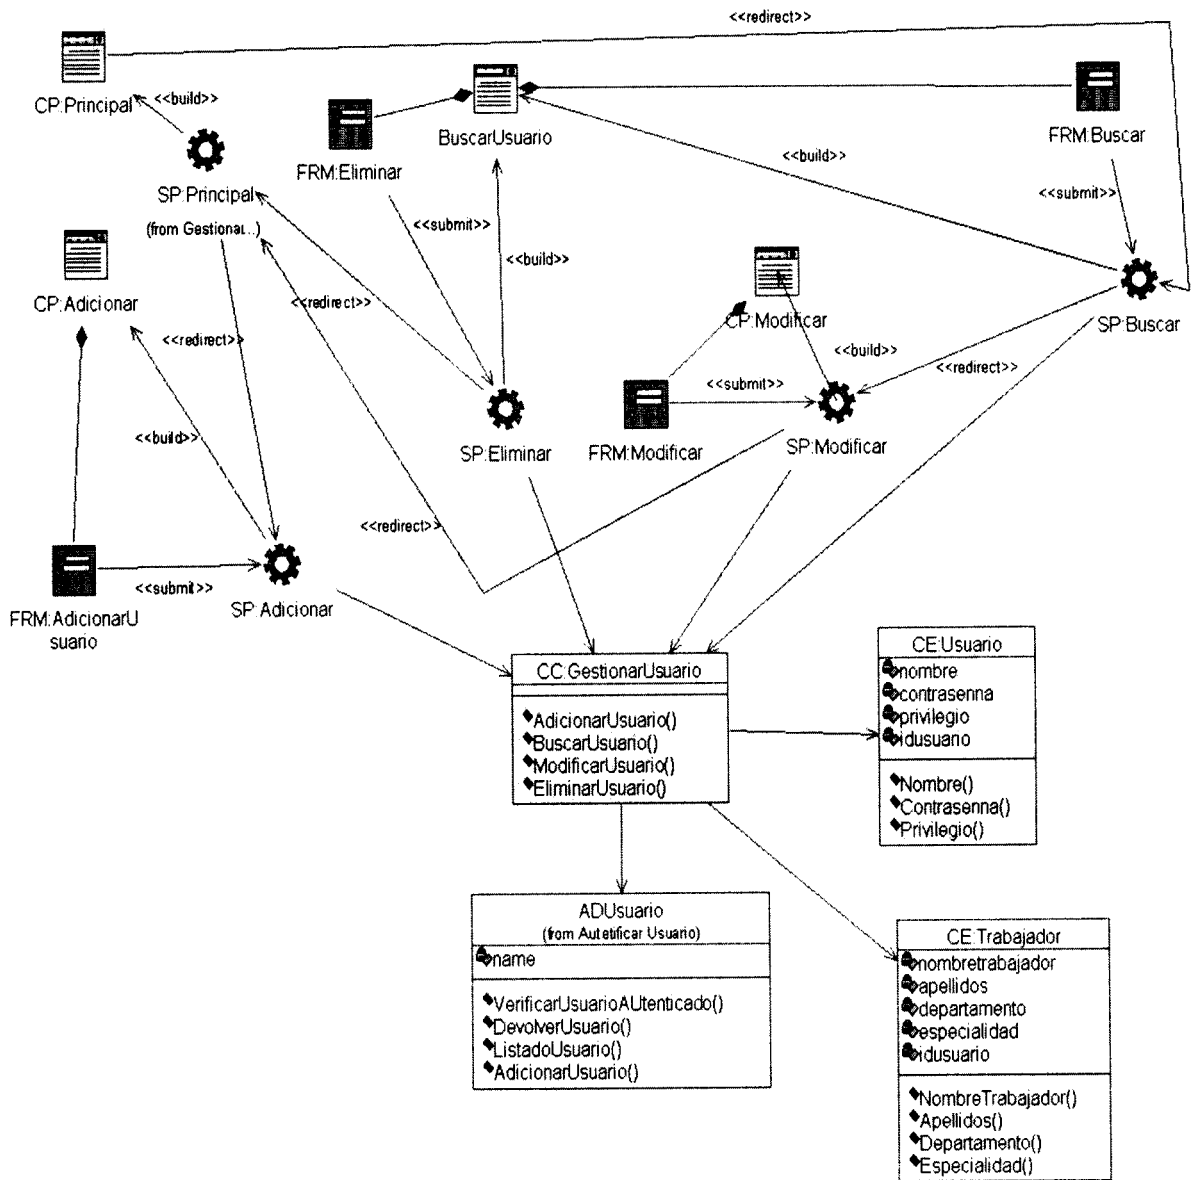 <<redirect>>
CP:Principal
<<build>>
BuscarUsuario
FRM:Eliminar
FRM:Buscar
<<build>>
SP:Principal
(from Gestionar...)
<<submit>>
<<submit>>
<<build>>
CP:Adicionar
<<redirect>>
CP:Modificar
SP:Buscar
<<redirect>>
<<build>>
<<redirect>>
<<submit>>
<<build>>
SP:Eliminar
FRM:Modificar
SP:Modificar
<<redirect>>
<<submit>>
FRM:AdicionarU
suario
SP:Adicionar
CC:GestionarUsuario
AdicionarUsuario()
BuscarUsuario()
ModificarUsuario()
EliminarUsuario()
CE:Usuario
nombre
contrasenna
privilegio
idusuario
Nombre()
Contrasenna()
Privilegio()
ADUsuario
(from Autetificar Usuario)
name
VerificarUsuarioAUtenticado()
DevolverUsuario()
ListadoUsuario()
AdicionarUsuario()
CE:Trabajador
nombretrabajador
apellidos
departamento
especialidad
idusuario
NombreTrabajador()
Apellidos()
Departamento()
Especialidad()